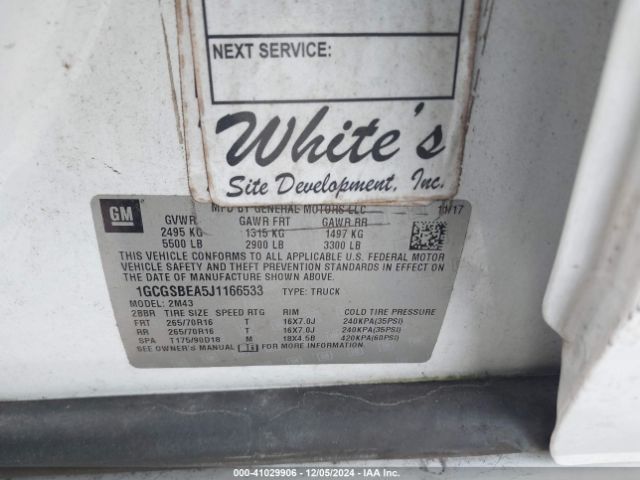 NEXT SERVICE:
White's
Site Development, Inc.
GM
MFD BY GENERAL MOTORS LLC
GVWR GAWR FRT GAWR RR
2495 KG 1315 KG 1497 KG
5500 LB 2900 LB 3300 LB
THIS VEHICLE CONFORMS TO ALL APPLICABLE U.S. FEDERAL MOTOR
VEHICLE SAFETY AND THEFT PREVENTION STANDARDS IN EFFECT ON THE
DATE OF MANUFACTURE SHOWN ABOVE.
1GCGSBEA5J1166533 TYPE: TRUCK
MODEL: 2M43
2BBR TIRE SIZE SPEED RTG RIM COLD TIRE PRESSURE
FRT 265/70R16 T 16X7.0J 240KPA(35PSI)
RR 265/70R16 T 16X7.0J 240KPA(35PSI)
SPA T175/90D18 M 18X4.5B 420KPA(60PSI)
SEE OWNER'S MANUAL FOR MORE INFORMATION.
000-41029906 - 12/05/2024 - IAA Inc.